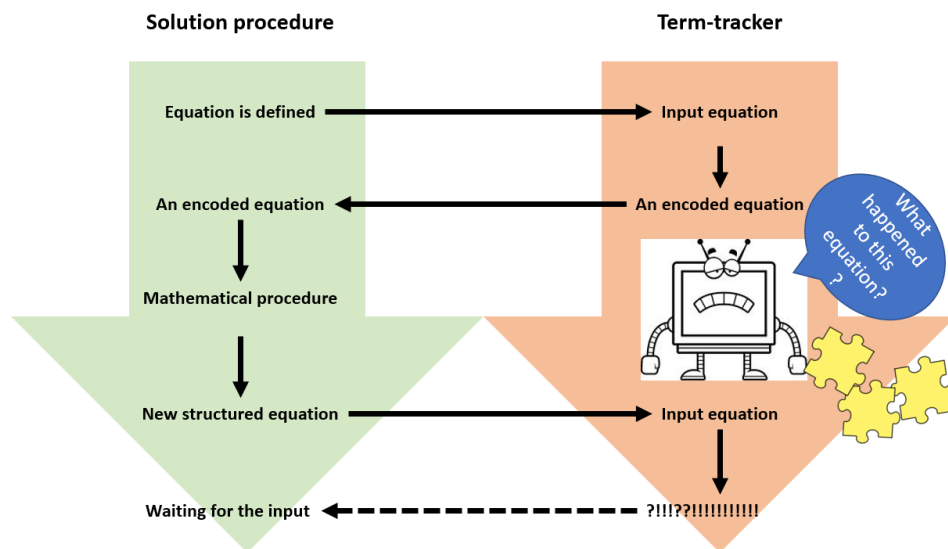 Solution procedure
Term-tracker
Equation is defined
Input equation
An encoded equation
An encoded equation
What
happened
to this
equation?
?
Mathematical procedure
New structured equation
Input equation
Waiting for the input
?!!!??!!!!!!!!!!!